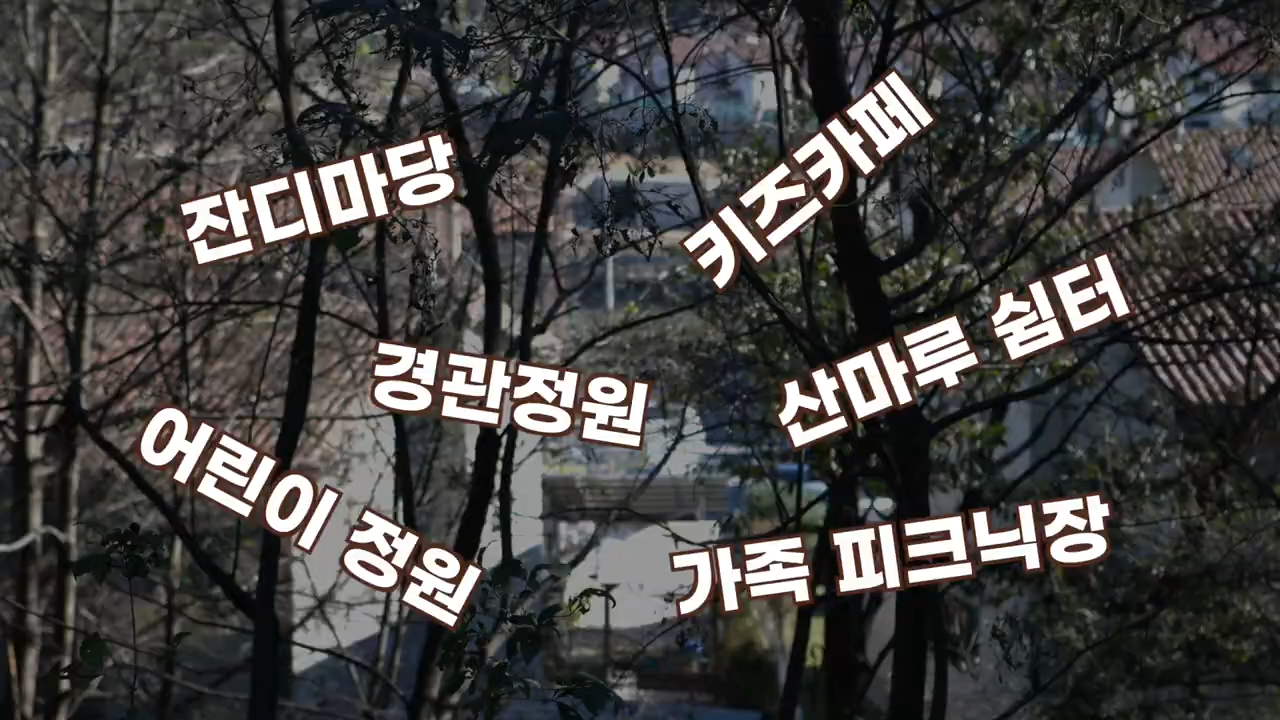 잔디마당
키즈카페
경관정원
산마루 쉼터
어린이 정원
가족 피크닉장